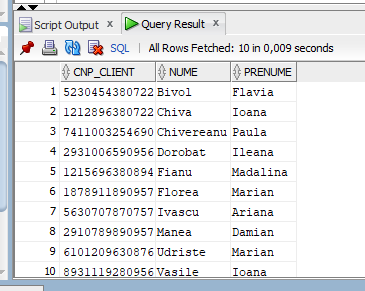 Script Output × Query Result ×
SQL | All Rows Fetched: 10 in 0,009 seconds
CNP_CLIENT NUME PRENUME
1 5230454380722 Bivol Flavia
2 1212896380722 Chiva Ioana
3 7411003254690 Chivereanu Paula
4 2931006590956 Dorobat Ileana
5 1215696380894 Fianu Madalina
6 1878911890957 Florea Marian
7 5630707870757 Ivascu Ariana
8 2910789890957 Manea Damian
9 6101209630876 Udriste Marian
10 8931119280956 Vasile Ioana